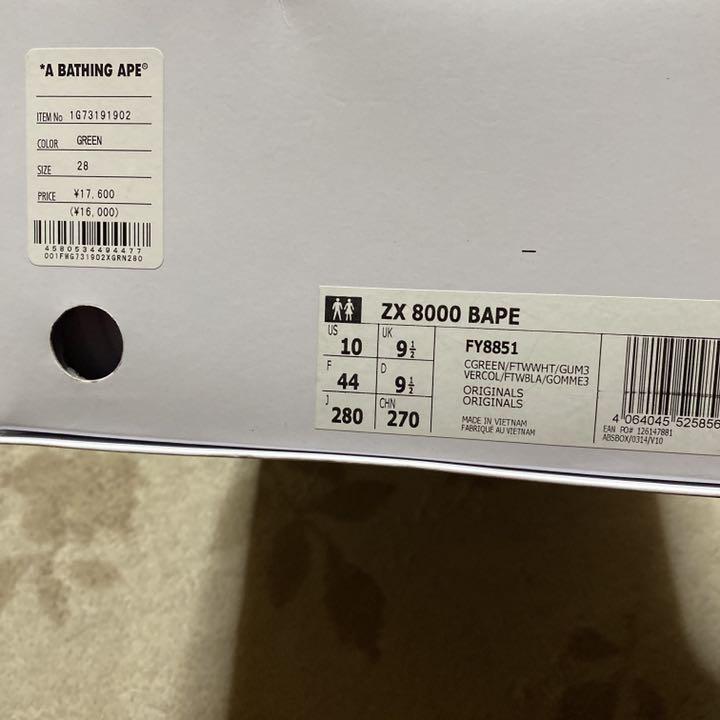 *A BATHING APE®
ITEM No 1G73191902
COLOR GREEN
SIZE 28
PRICE ¥17,600
(¥16,000)
4580534494477
001FWG731902XGRN280
ZX 8000 BAPE
US 10 UK 9½
F 44 D 9½
J 280 CHN 270
FY8851
CGREEN/FTWWHT/GUM3
VERCOL/FTWBLA/GOMME3
ORIGINALS
ORIGINALS
MADE IN VIETNAM
FABRIQUÉ AU VIETNAM
4 064045 525856
EAN PO# 126147881
ABSBOX/0314/V10